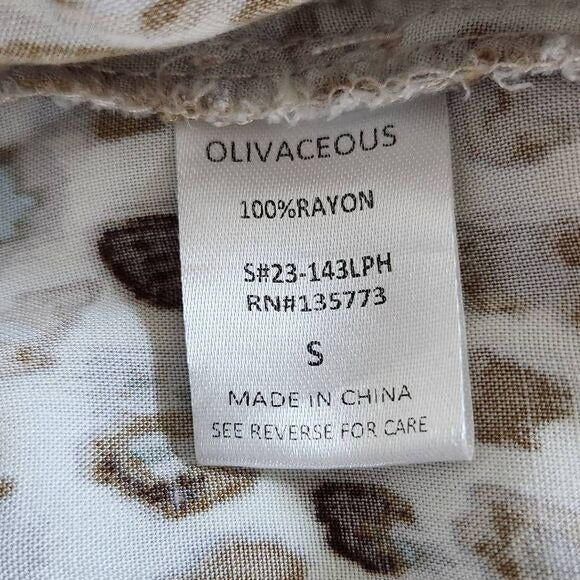 OLIVACEOUS
100%RAYON
S#23-143LPH
RN#135773
S
MADE IN CHINA
SEE REVERSE FOR CARE